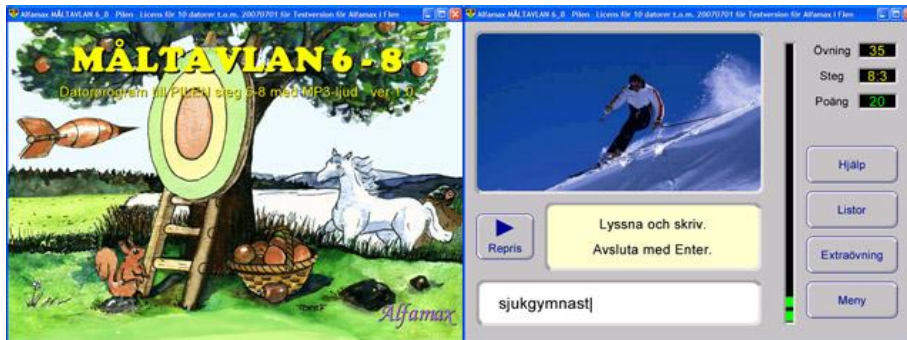 Alfamax MÅLTAVLAN 6_8 Pilen Licens för 10 datorer t.o.m. 20070701 för Testversion för Alfamax i Flen
MÅLTAVLAN 6 - 8
Datorprogram till PILEN steg 6-8 med MP3-ljud ver 1.0
Alfamax
Alfamax MÅLTAVLAN 6_8 Pilen Licens för 10 datorer t.o.m. 20070701 för Testversion för Alfamax i Flen
Övning 35
Steg 8:3
Poäng 20
Hjälp
Listor
Extraövning
Meny
Repris
Lyssna och skriv.
Avsluta med Enter.
sjukgymnast